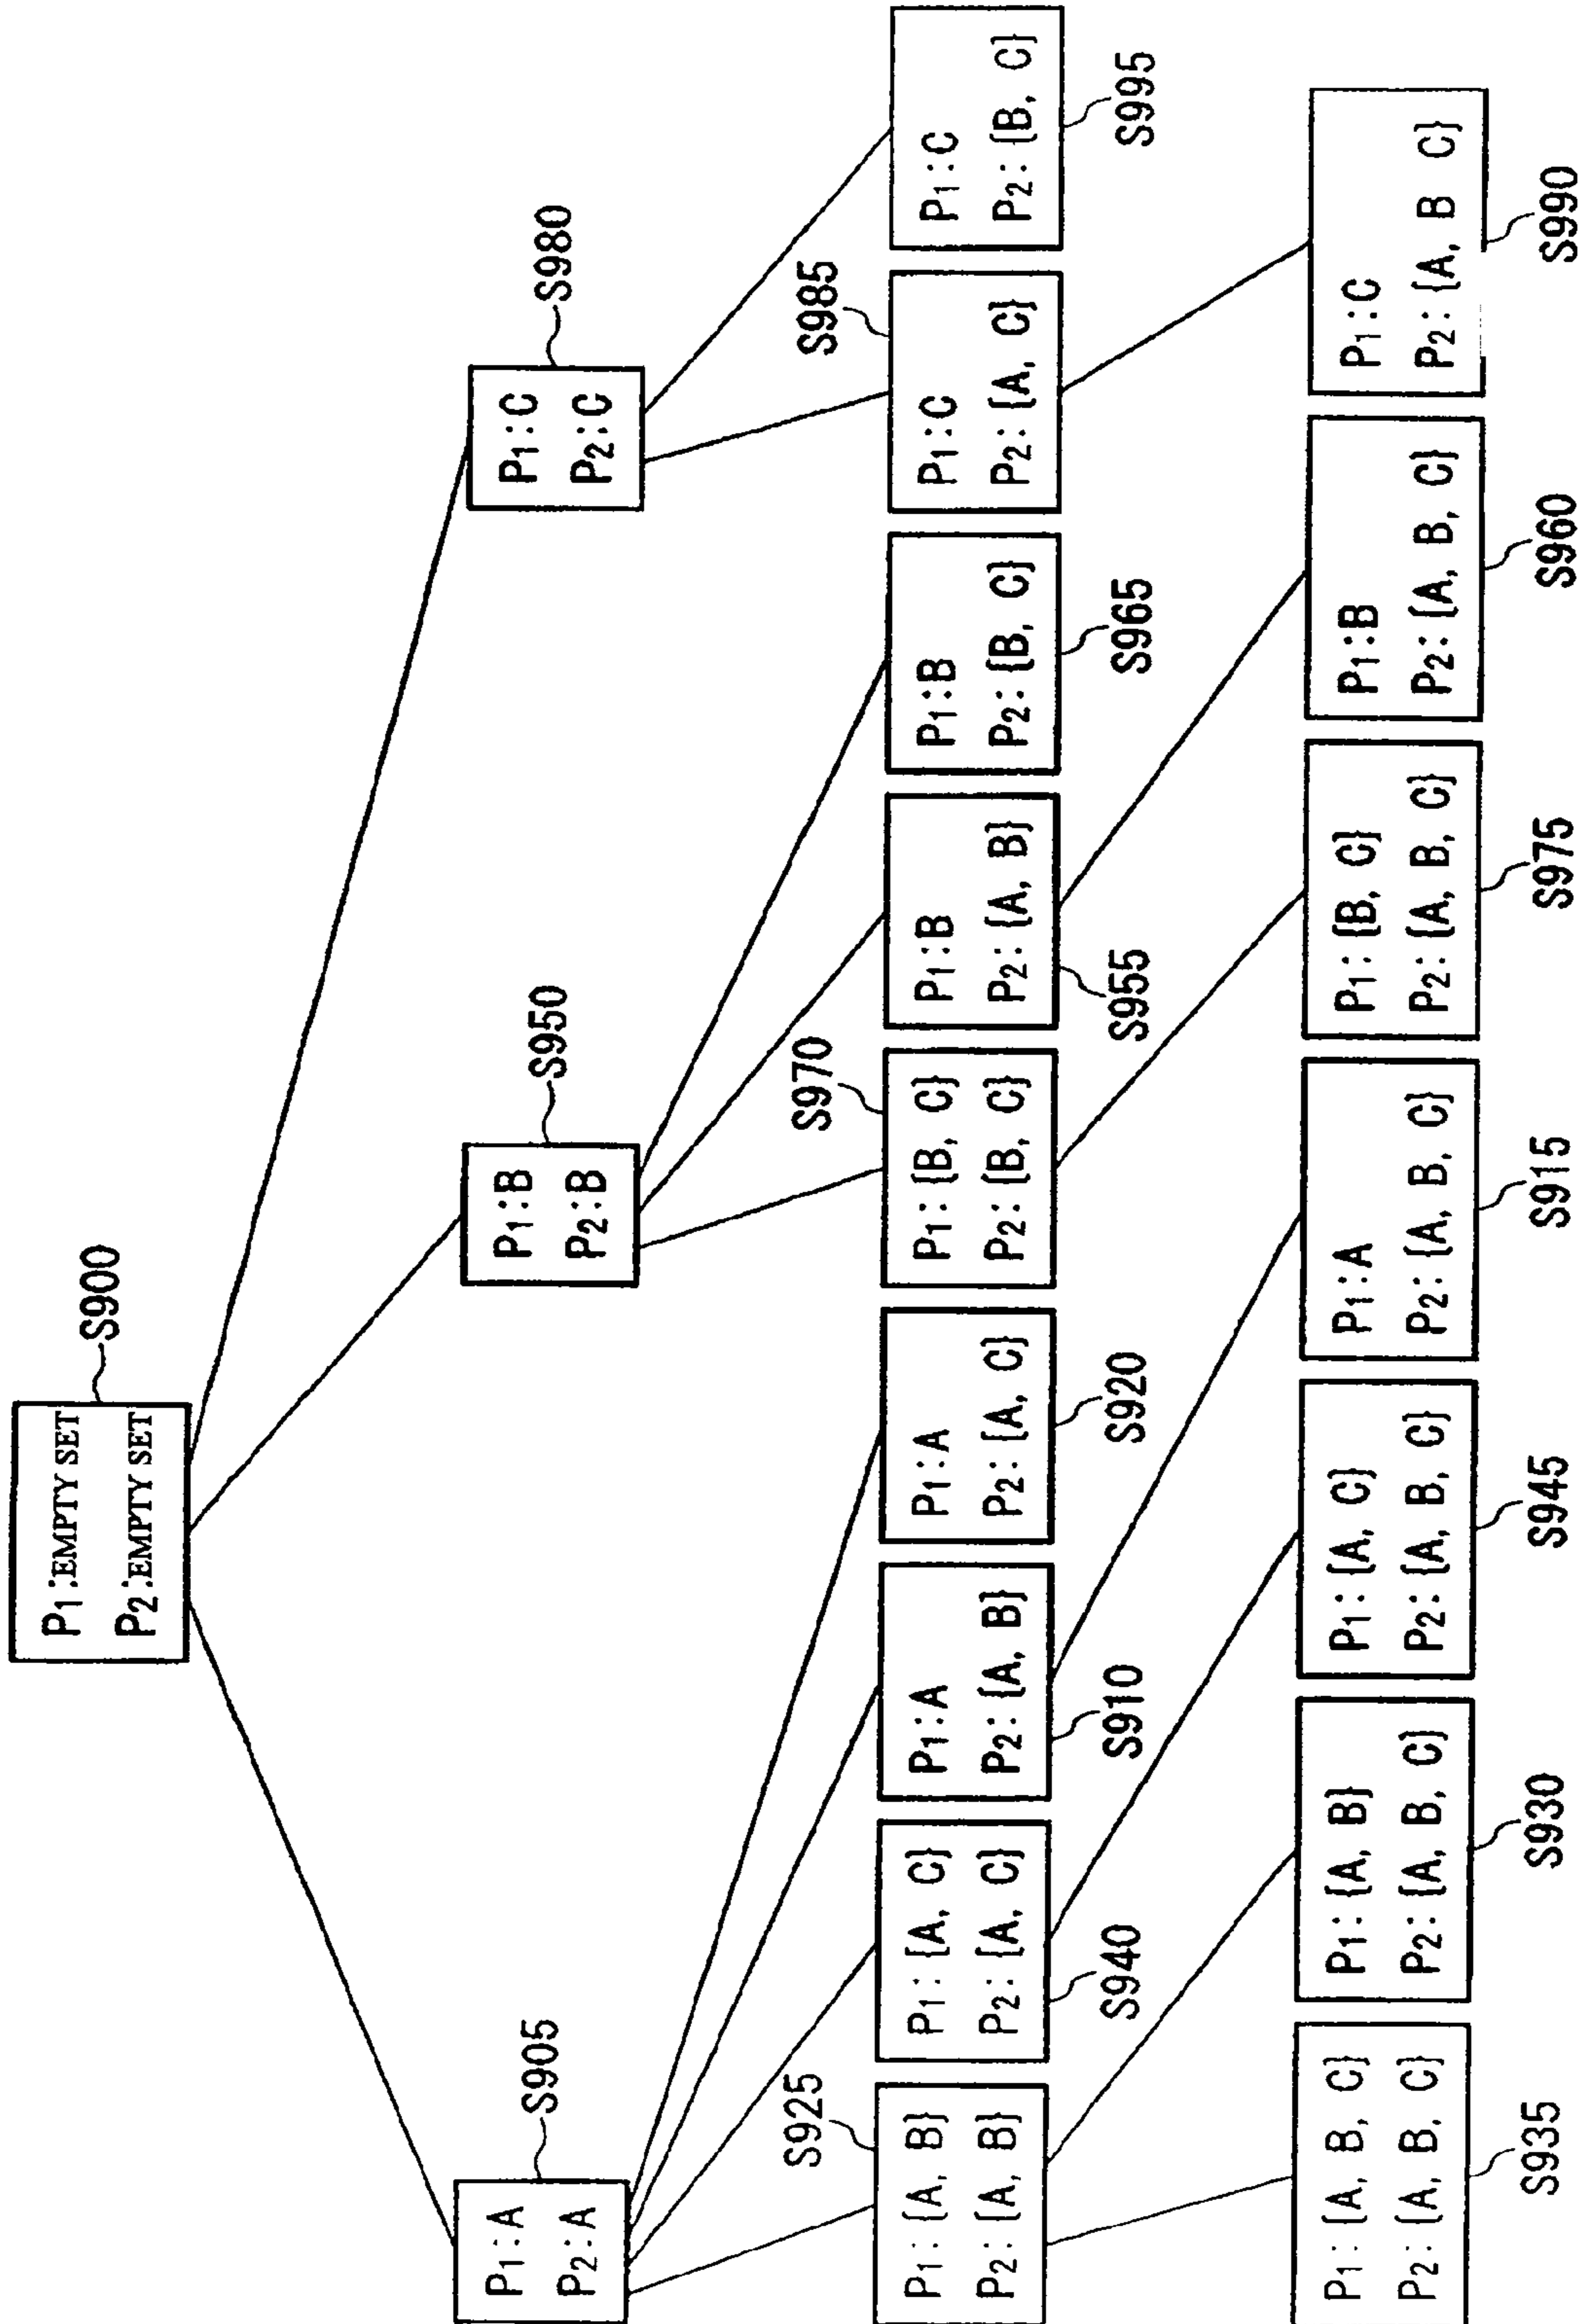 P1:EMPTY SET
P2:EMPTY SET
S900
P1:A
P2:A
S905
P1:B
P2:B
S950
P1:C
P2:C
S980
P1:{A, B}
P2:{A, B}
S925
P1:{A, C}
P2:{A, C}
S940
P1:A
P2:{A, B}
S910
P1:A
P2:{A, C}
S920
P1:{B, C}
P2:{B, C}
S970
P1:B
P2:{A, B}
S955
P1:B
P2:{B, C}
S965
P1:C
P2:{A, C}
S985
P1:C
P2:{B, C}
S995
P1:{A, B, C}
P2:{A, B, C}
S935
P1:{A, B}
P2:{A, B, C}
S930
P1:{A, C}
P2:{A, B, C}
S945
P1:A
P2:{A, B, C}
S915
P1:{B, C}
P2:{A, B, C}
S975
P1:B
P2:{A, B, C}
S960
P1:C
P2:{A, B C}
S990